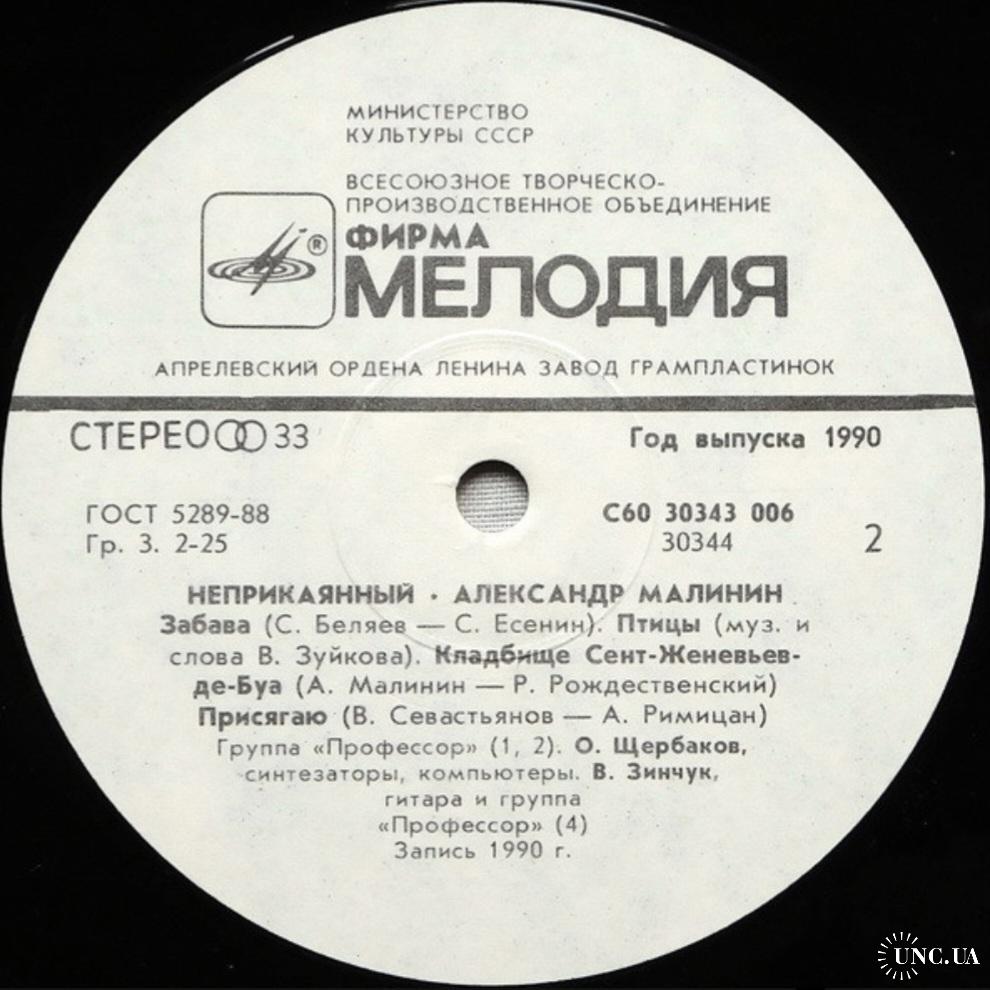 МИНИСТЕРСТВО
КУЛЬТУРЫ СССР
ВСЕСОЮЗНОЕ ТВОРЧЕСКО-
ПРОИЗВОДСТВЕННОЕ ОБЪЕДИНЕНИЕ
ФИРМА
®
МЕЛОДИЯ
АПРЕЛЕВСКИЙ ОРДЕНА ЛЕНИНА ЗАВОД ГРАМПЛАСТИНОК
СТЕРЕО 33
Год выпуска 1990
ГОСТ 5289-88
Гр. 3. 2-25
С60 30343 006
30344
2
НЕПРИКАЯННЫЙ · АЛЕКСАНДР МАЛИНИН
Забава (С. Беляев — С. Есенин). Птицы (муз. и
слова В. Зуйкова). Кладбище Сент-Женевьев-
де-Буа (А. Малинин — Р. Рождественский)
Присягаю (В. Севастьянов — А. Римицан)
Группа «Профессор» (1, 2). О. Щербаков,
синтезаторы, компьютеры. В. Зинчук,
гитара и группа
«Профессор» (4)
Запись 1990 г.
UNC.UA